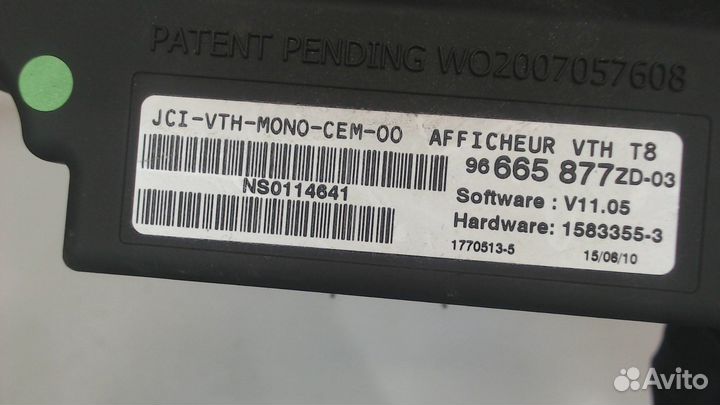 PATENT PENDING WO2007057608
JCI-VTH-MONO-CEM-00 AFFICHEUR VTH T8
96 665 877ZD-03
NS0114641
Software : V11.05
Hardware: 1583355-3
1770513-5 15/06/10
Avito